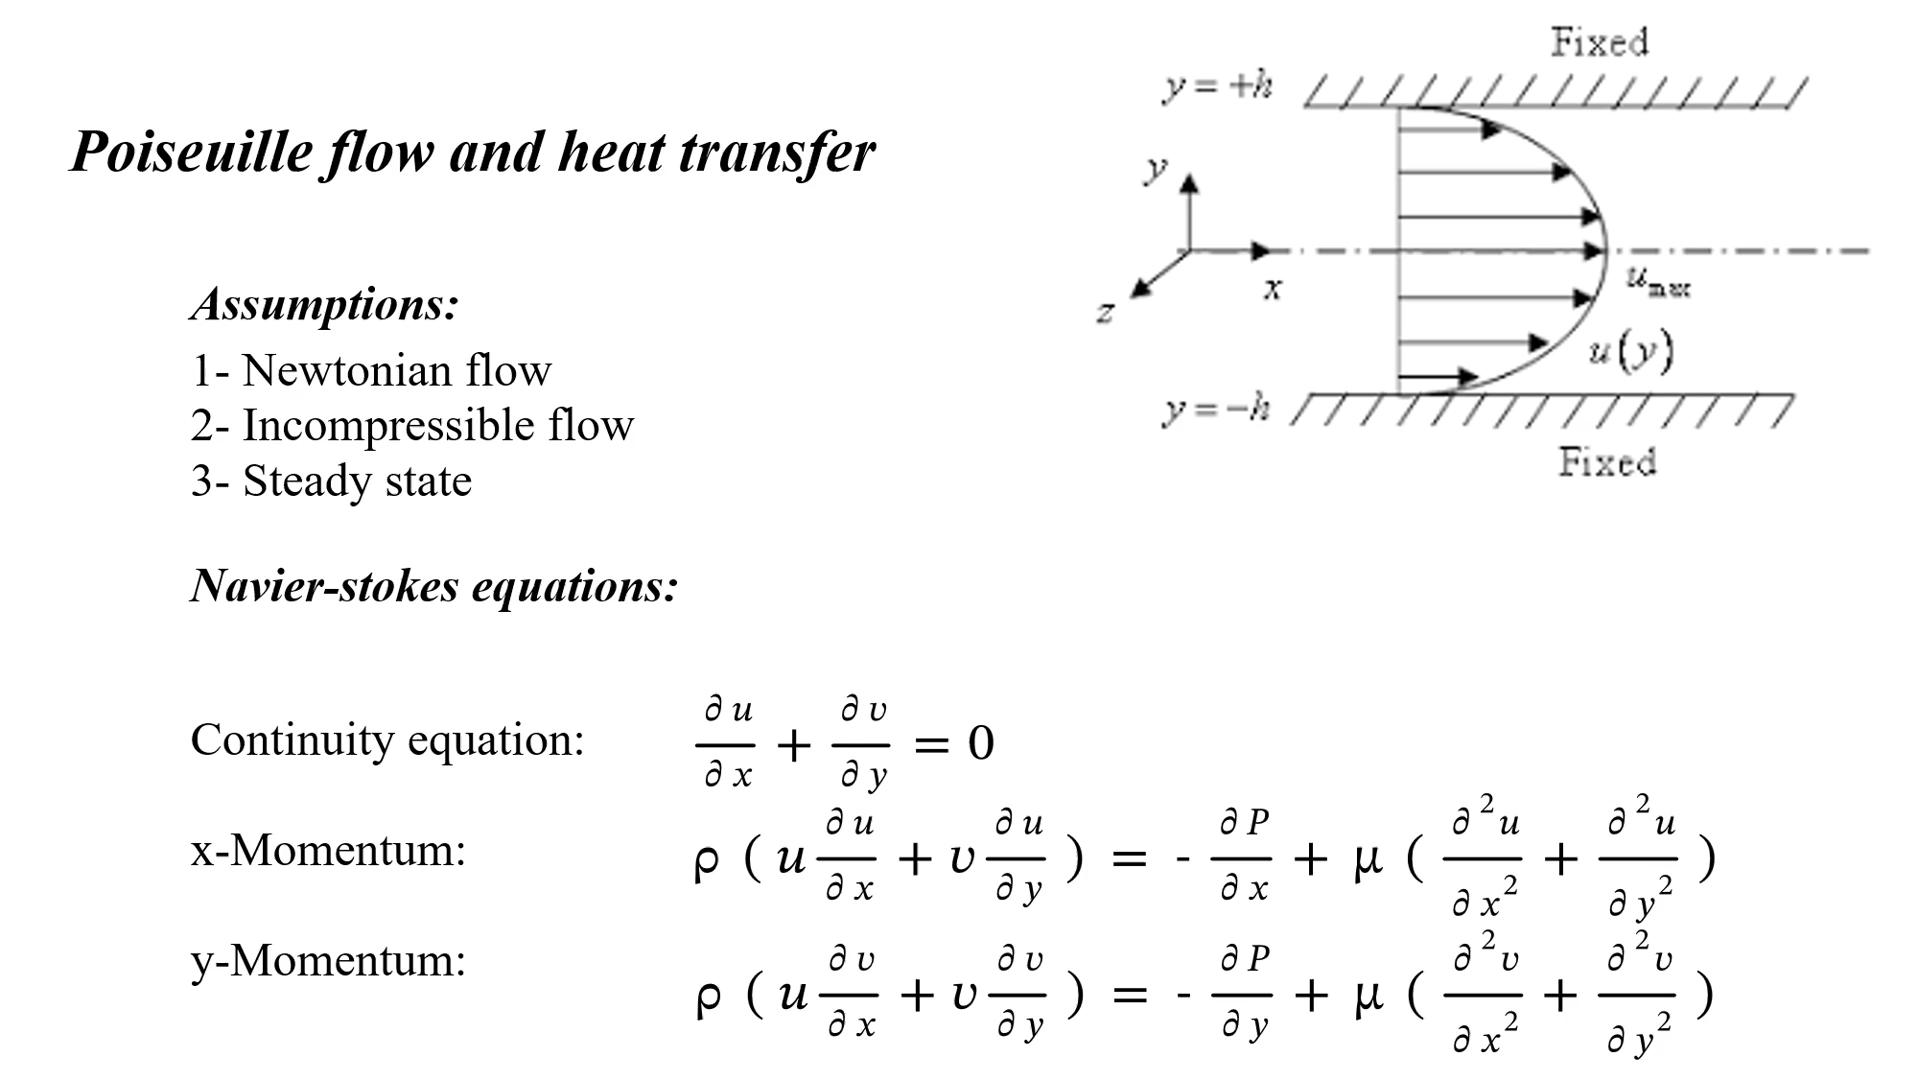 Poiseuille flow and heat transfer
Fixed
y = +h
y
x
z
u_max
u(y)
y = −h
Fixed
Assumptions:
1- Newtonian flow
2- Incompressible flow
3- Steady state
Navier-stokes equations:
Continuity equation: ∂u/∂x + ∂v/∂y = 0
x-Momentum: ρ ( u ∂u/∂x + v ∂u/∂y ) = - ∂P/∂x + μ ( ∂²u/∂x² + ∂²u/∂y² )
y-Momentum: ρ ( u ∂v/∂x + v ∂v/∂y ) = - ∂P/∂y + μ ( ∂²v/∂x² + ∂²v/∂y² )